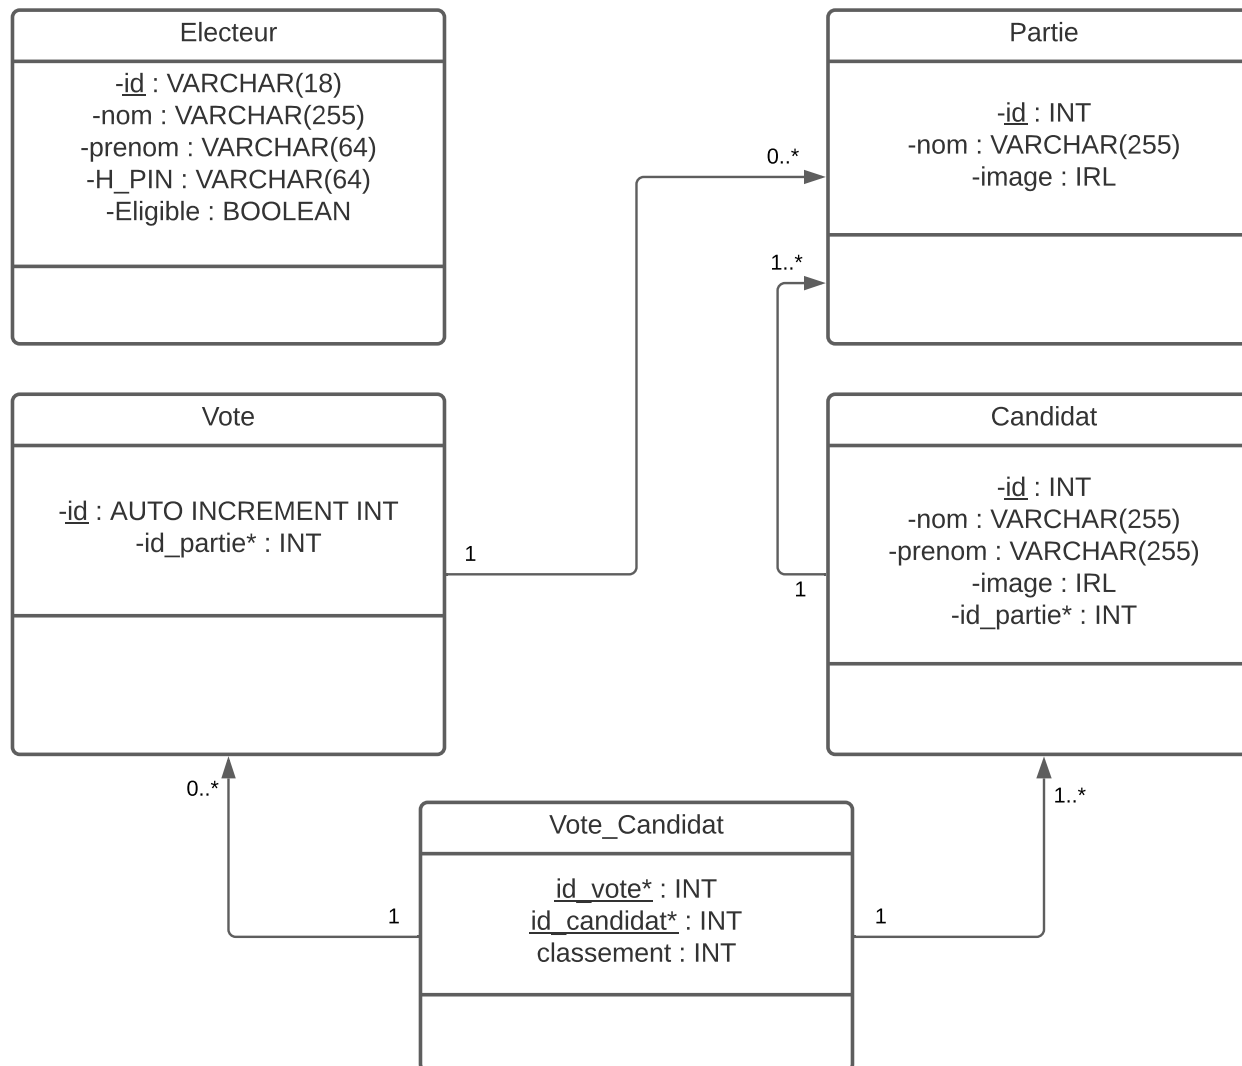 Electeur
-id : VARCHAR(18)
-nom : VARCHAR(255)
-prenom : VARCHAR(64)
-H_PIN : VARCHAR(64)
-Eligible : BOOLEAN
Partie
-id : INT
-nom : VARCHAR(255)
-image : IRL
0..*
1..*
Vote
-id : AUTO INCREMENT INT
-id_partie* : INT
1
1
Candidat
-id : INT
-nom : VARCHAR(255)
-prenom : VARCHAR(255)
-image : IRL
-id_partie* : INT
0..*
1..*
Vote_Candidat
id_vote* : INT
id_candidat* : INT
classement : INT
1
1